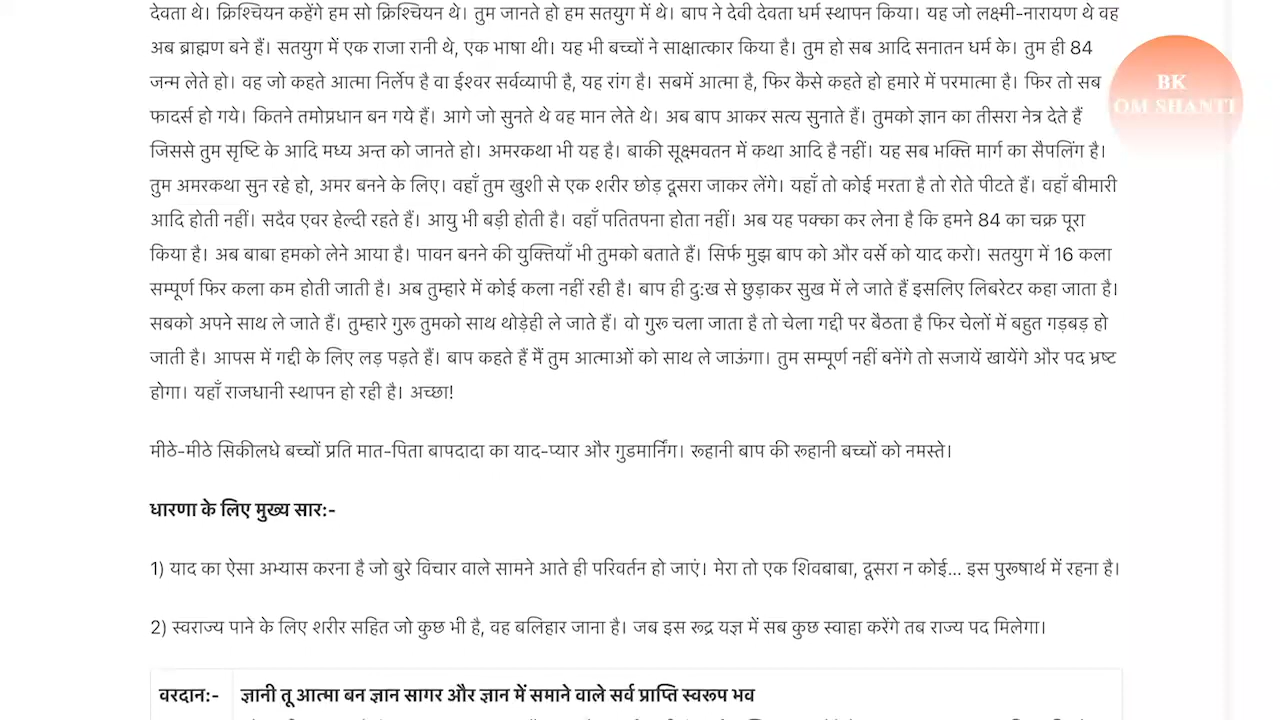 देवता थे। क्रिश्चियन कहेंगे हम सो क्रिश्चियन थे। तुम जानते हो हम सतयुग में थे। बाप ने देवी देवता धर्म स्थापन किया। यह जो लक्ष्मी-नारायण थे वह
अब ब्राह्मण बने हैं। सतयुग में एक राजा रानी थे, एक भाषा थी। यह भी बच्चों ने साक्षात्कार किया है। तुम हो सब आदि सनातन धर्म के। तुम ही 84
जन्म लेते हो। वह जो कहते आत्मा निर्लेप है वा ईश्वर सर्वव्यापी है, यह रांग है। सबमें आत्मा है, फिर कैसे कहते हो हमारे में परमात्मा है। फिर तो सब
फादर्स हो गये। कितने तमोप्रधान बन गये हैं। आगे जो सुनते थे वह मान लेते थे। अब बाप आकर सत्य सुनाते हैं। तुमको ज्ञान का तीसरा नेत्र देते हैं
जिससे तुम सृष्टि के आदि मध्य अन्त को जानते हो। अमरकथा भी यह है। बाकी सूक्ष्मवतन में कथा आदि है नहीं। यह सब भक्ति मार्ग का सैपलिंग है।
तुम अमरकथा सुन रहे हो, अमर बनने के लिए। वहाँ तुम खुशी से एक शरीर छोड़ दूसरा जाकर लेंगे। यहाँ तो कोई मरता है तो रोते पीटते हैं। वहाँ बीमारी
आदि होती नहीं। सदैव एवर हेल्दी रहते हैं। आयु भी बड़ी होती है। वहाँ पतितपना होता नहीं। अब यह पक्का कर लेना है कि हमने 84 का चक्र पूरा
किया है। अब बाबा हमको लेने आया है। पावन बनने की युक्तियाँ भी तुमको बताते हैं। सिर्फ मुझ बाप को और वर्से को याद करो। सतयुग में 16 कला
सम्पूर्ण फिर कला कम होती जाती है। अब तुम्हारे में कोई कला नहीं रही है। बाप ही दु:ख से छुड़ाकर सुख में ले जाते हैं इसलिए लिबरेटर कहा जाता है।
सबको अपने साथ ले जाते हैं। तुम्हारे गुरू तुमको साथ थोड़ेही ले जाते हैं। वो गुरू चला जाता है तो चेला गद्दी पर बैठता है फिर चेलों में बहुत गड़बड़ हो
जाती है। आपस में गद्दी के लिए लड़ पड़ते हैं। बाप कहते हैं मैं तुम आत्माओं को साथ ले जाऊंगा। तुम सम्पूर्ण नहीं बनेंगे तो सजायें खायेंगे और पद भ्रष्ट
होगा। यहाँ राजधानी स्थापन हो रही है। अच्छा!
मीठे-मीठे सिकीलधे बच्चों प्रति मात-पिता बापदादा का याद-प्यार और गुडमार्निंग। रूहानी बाप की रूहानी बच्चों को नमस्ते।
धारणा के लिए मुख्य सार:-
1) याद का ऐसा अभ्यास करना है जो बुरे विचार वाले सामने आते ही परिवर्तन हो जाएं। मेरा तो एक शिवबाबा, दूसरा न कोई... इस पुरूषार्थ में रहना है।
2) स्वराज्य पाने के लिए शरीर सहित जो कुछ भी है, वह बलिहार जाना है। जब इस रूद्र यज्ञ में सब कुछ स्वाहा करेंगे तब राज्य पद मिलेगा।
वरदान:- ज्ञानी तू आत्मा बन ज्ञान सागर और ज्ञान में समाने वाले सर्व प्राप्ति स्वरूप भव
BK
OM SHANTI